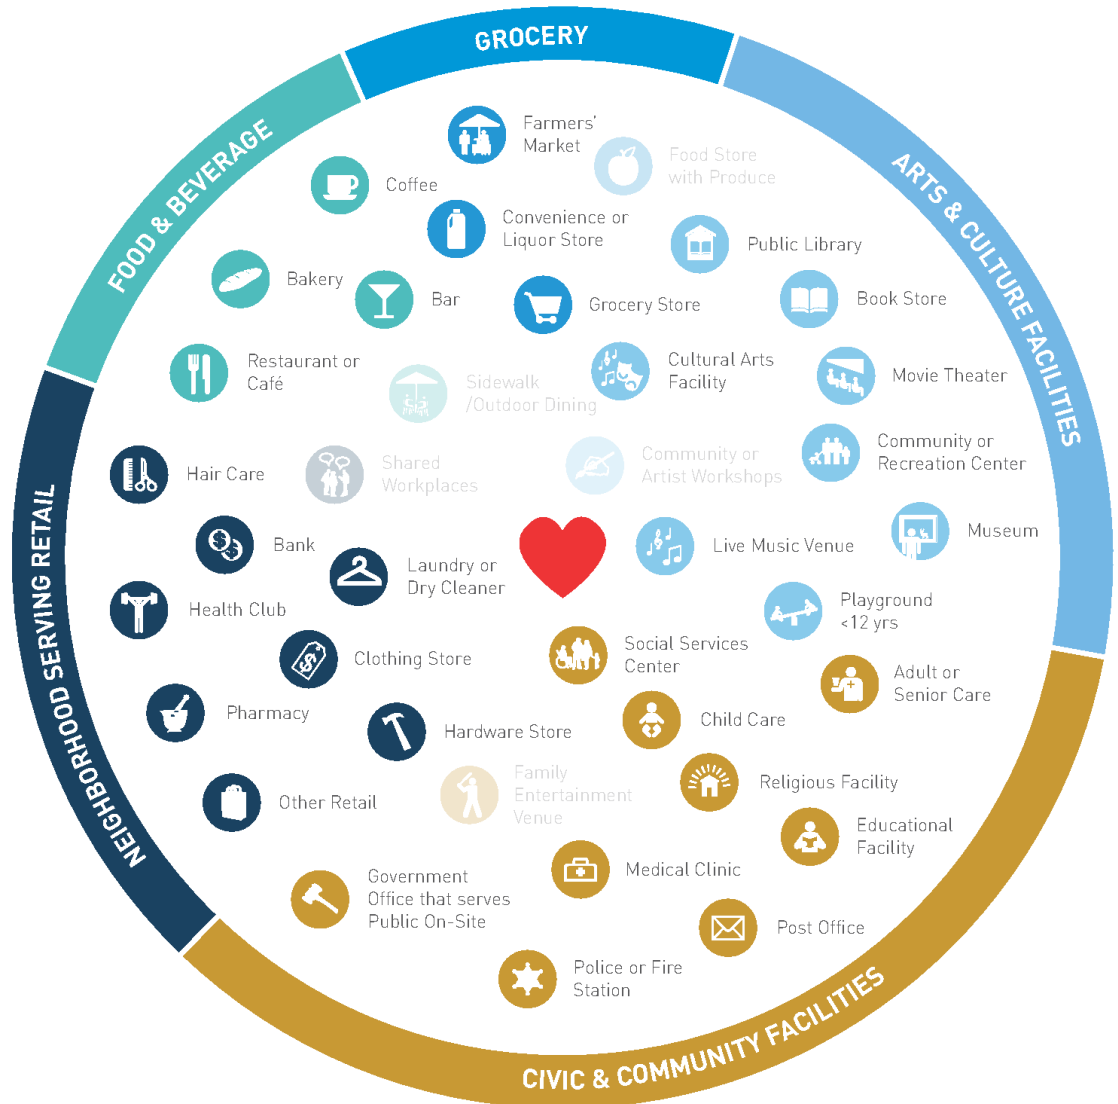 GROCERY
ARTS & CULTURE FACILITIES
CIVIC & COMMUNITY FACILITIES
NEIGHBORHOOD SERVING RETAIL
FOOD & BEVERAGE
Farmers'
Market
Food Store
with Produce
Coffee
Convenience or
Liquor Store
Public Library
Bakery
Bar
Grocery Store
Book Store
Restaurant or
Café
Sidewalk
/Outdoor Dining
Cultural Arts
Facility
Movie Theater
Hair Care
Shared
Workplaces
Community or
Artist Workshops
Community or
Recreation Center
Bank
Laundry or
Dry Cleaner
Live Music Venue
Museum
Health Club
Playground
<12 yrs
Clothing Store
Social Services
Center
Adult or
Senior Care
Pharmacy
Hardware Store
Child Care
Other Retail
Family
Entertainment
Venue
Religious Facility
Educational
Facility
Government
Office that serves
Public On-Site
Medical Clinic
Post Office
Police or Fire
Station